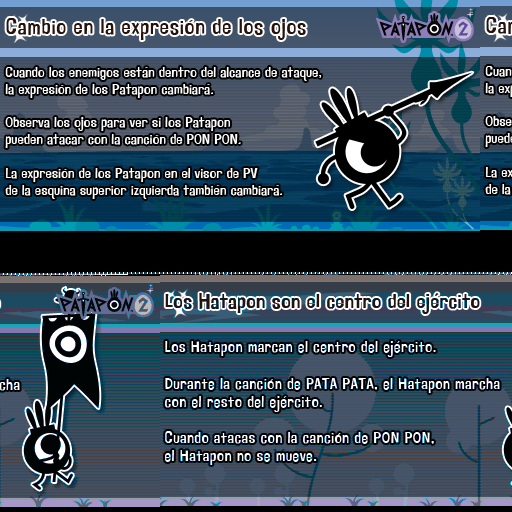 Cambio en la expresión de los ojos
PATAPON 2
Cuando los enemigos están dentro del alcance de ataque,
la expresión de los Patapon cambiará.
Observa los ojos para ver si los Patapon
pueden atacar con la canción de PON PON.
La expresión de los Patapon en el visor de PV
de la esquina superior izquierda también cambiará.
PATAPON 2
Los Hatapon son el centro del ejército
Los Hatapon marcan el centro del ejército.
Durante la canción de PATA PATA, el Hatapon marcha
con el resto del ejército.
Cuando atacas con la canción de PON PON,
el Hatapon no se mueve.